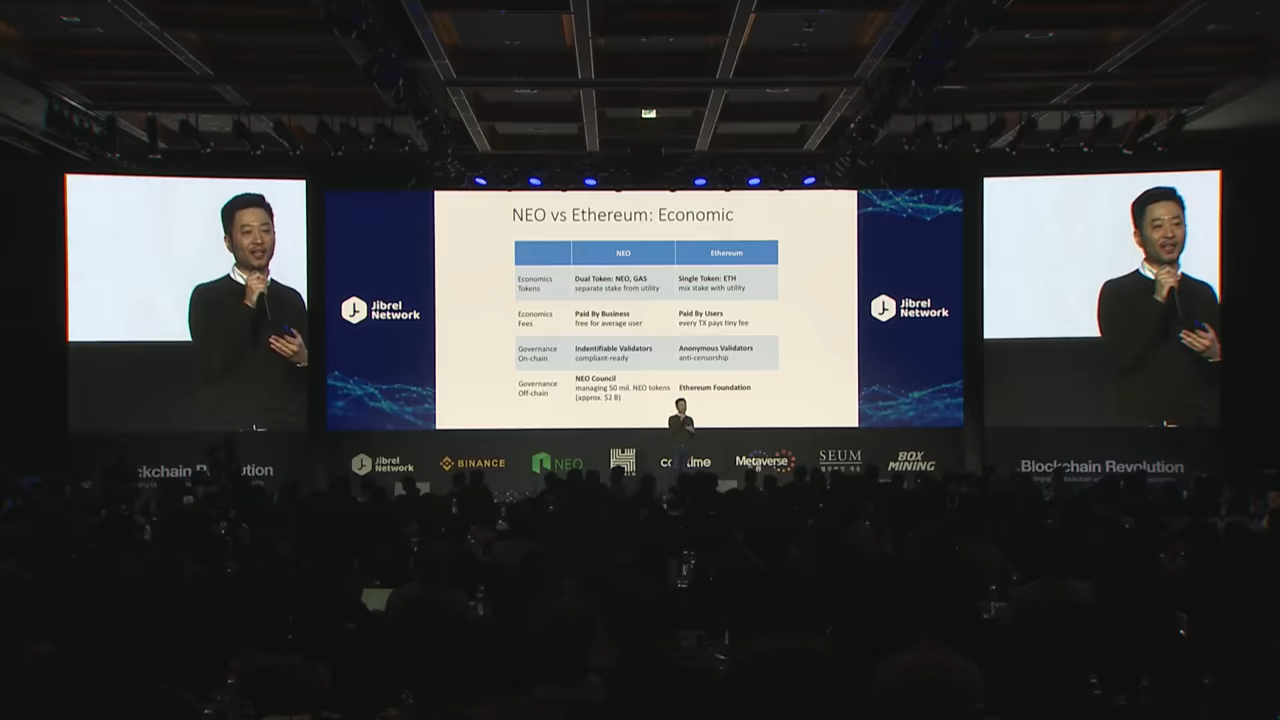 NEO vs Ethereum: Economic
NEO
Ethereum
Economics
Tokens
Dual Token: NEO, GAS
separate stake from utility
Single Token: ETH
mix stake with utility
Economics
Fees
Paid By Business
free for average user
Paid By Users
every TX pays tiny fee
Governance
On-chain
Indentifiable Validators
compliant-ready
Anonymous Validators
anti-censorship
Governance
Off-chain
NEO Council
managing 50 mil. NEO tokens
(approx. $2 B)
Ethereum Foundation
Jibrel
Network
Jibrel
Network
Jibrel
Network
BINANCE
NEO
Metaverse
SEUM
BOX
MINING
Blockchain Revolution